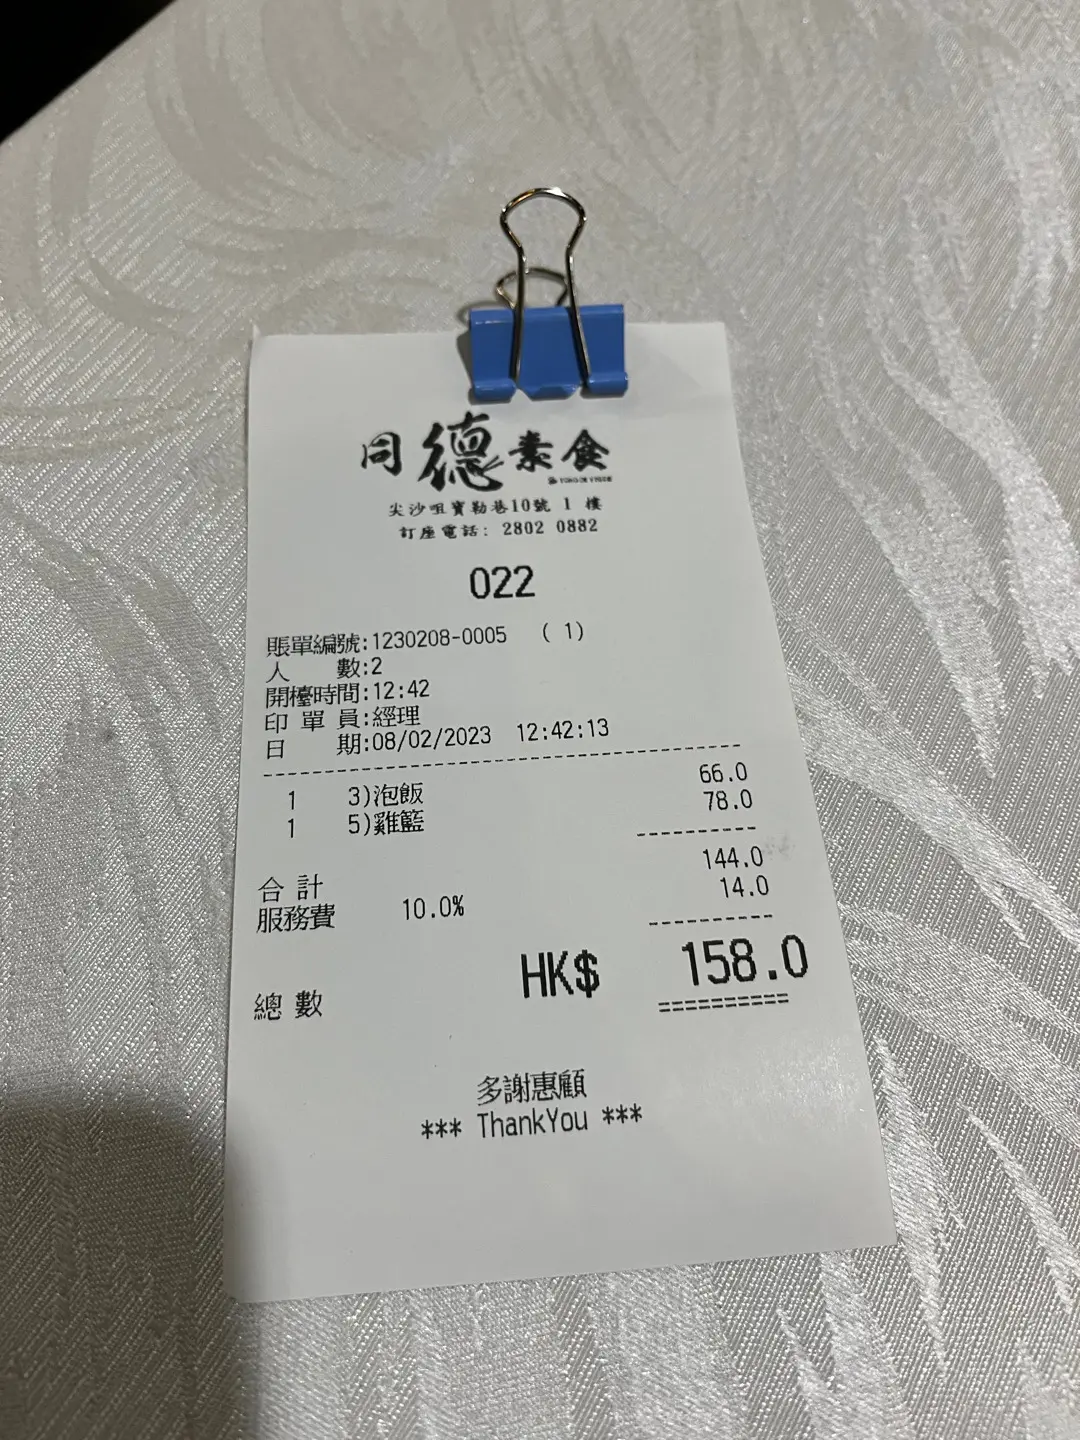 同德素食
尖沙咀寶勒巷10號 1 樓
訂座電話: 2802 0882
022
賬單編號:1230208-0005 ( 1)
人 數:2
開檯時間:12:42
印 單 員:經理
日 期:08/02/2023 12:42:13
1 3)泡飯 66.0
1 5)雞籃 78.0
合 計 144.0
服務費 10.0% 14.0
總 數 HK$ 158.0
==========
多謝惠顧
*** ThankYou ***